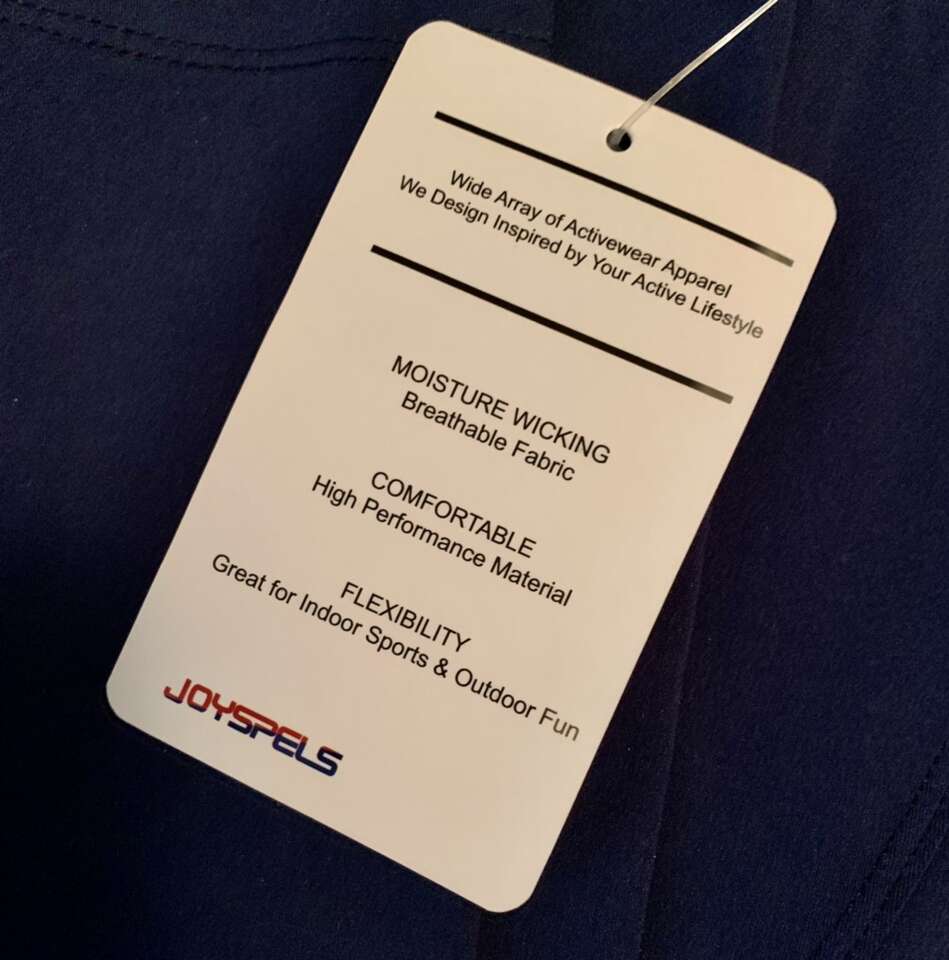 Wide Array of Activewear Apparel
We Design Inspired by Your Active Lifestyle
MOISTURE WICKING
Breathable Fabric
COMFORTABLE
High Performance Material
FLEXIBILITY
Great for Indoor Sports & Outdoor Fun
JOYSPELS